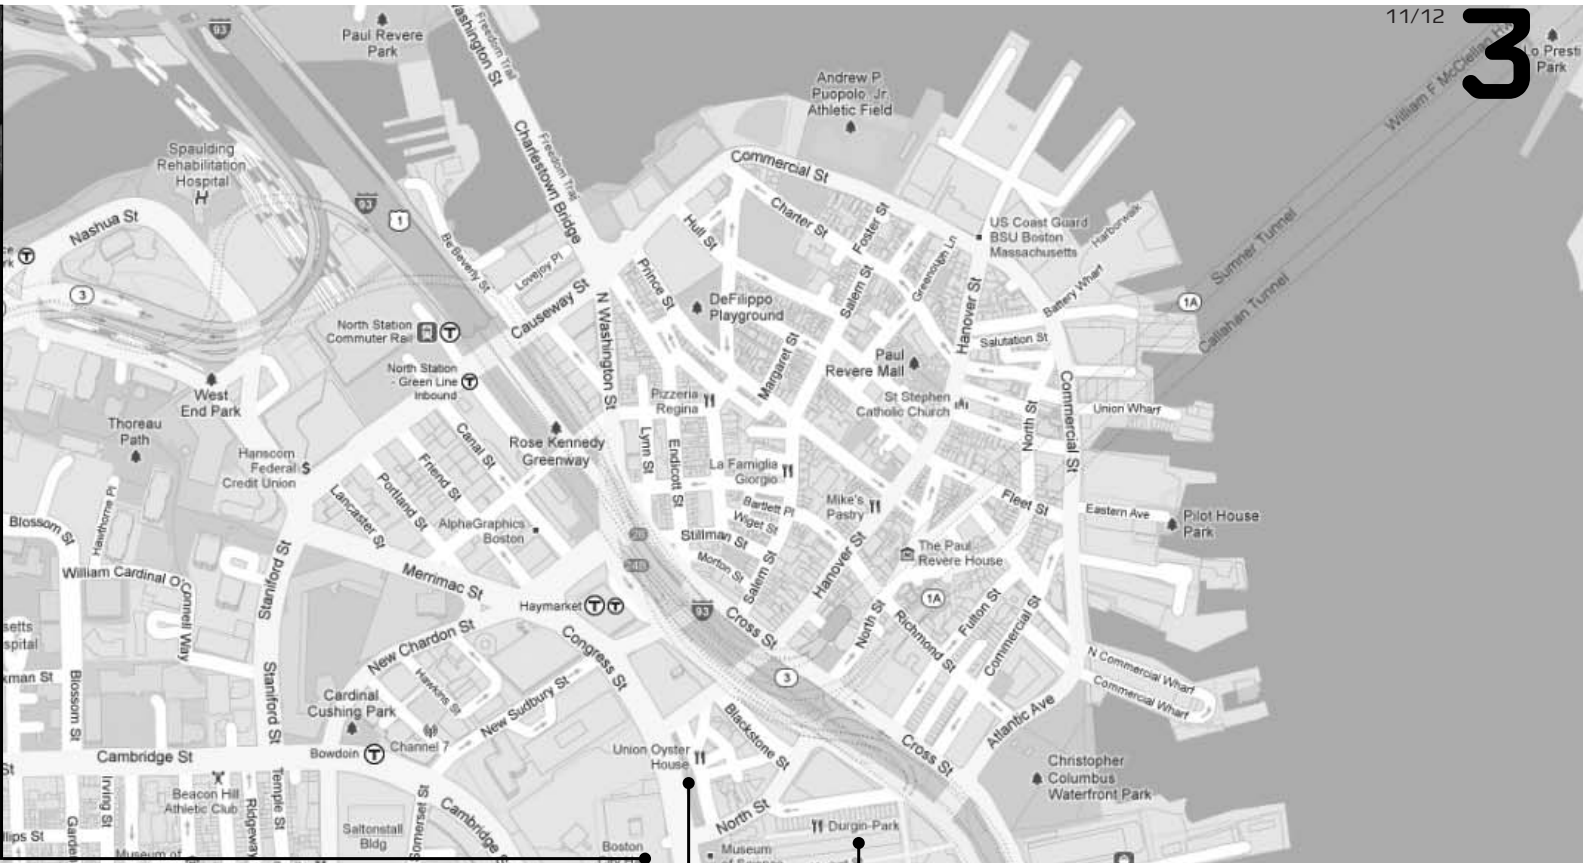 11/12
3
93
Paul Revere
Park
Washington St
Freedom Trail
Andrew P.
Puopolo Jr.
Athletic Field
William F McClellan
Lo Presti
Park
Spaulding
Rehabilitation
Hospital
H
93
1
Charlestown Bridge
Freedom Trail
Commercial St
Nashua St
T
3
Be Beverly St
Lovejoy Pl
Causeway St
Hull St
Charter St
Foster St
Salem St
Greenough Ln
US Coast Guard
BSU Boston
Massachusetts
Harborwalk
Battery Wharf
Sumner Tunnel
Callahan Tunnel
1A
Prince St
N Washington St
DeFilippo
Playground
Hanover St
Salutation St
North Station
Commuter Rail
T
North Station
- Green Line
Inbound
T
Margaret St
Paul
Revere Mall
St Stephen
Catholic Church
Commercial St
Union Wharf
North St
West
End Park
Pizzeria
Regina
Thoreau
Path
Rose Kennedy
Greenway
Canal St
Friend St
Portland St
Lancaster St
Lynn St
Endicott St
Hanscom
Federal
Credit Union
$
La Famiglia
Giorgio
Bartlett Pl
Wiget St
Mike's
Pastry
Fleet St
Eastern Ave
Pilot House
Park
Hawthorne Pl
Blossom St
AlphaGraphics
Boston
26
24B
Stillman St
Morton St
Salem St
Hanover St
The Paul
Revere House
William Cardinal O'Connell Way
Staniford St
Merrimac St
Haymarket
T
T
93
Cross St
1A
North St
Richmond St
Fulton St
Commercial St
New Chardon St
Congress St
3
N Commercial Wharf
Commercial Wharf
Hawkins St
New Sudbury St
Staniford St
Blossom St
Cardinal
Cushing Park
Channel 7
Bowdoin
T
Blackstone St
Union Oyster
House
Cross St
Atlantic Ave
Christopher
Columbus
Waterfront Park
Cambridge St
Irving St
Beacon Hill
Athletic Club
Ridgeway
Temple St
Saltonstall
Bldg
Somerset St
Cambridge
North St
Durgin-Park
Boston
Museum
Museum of